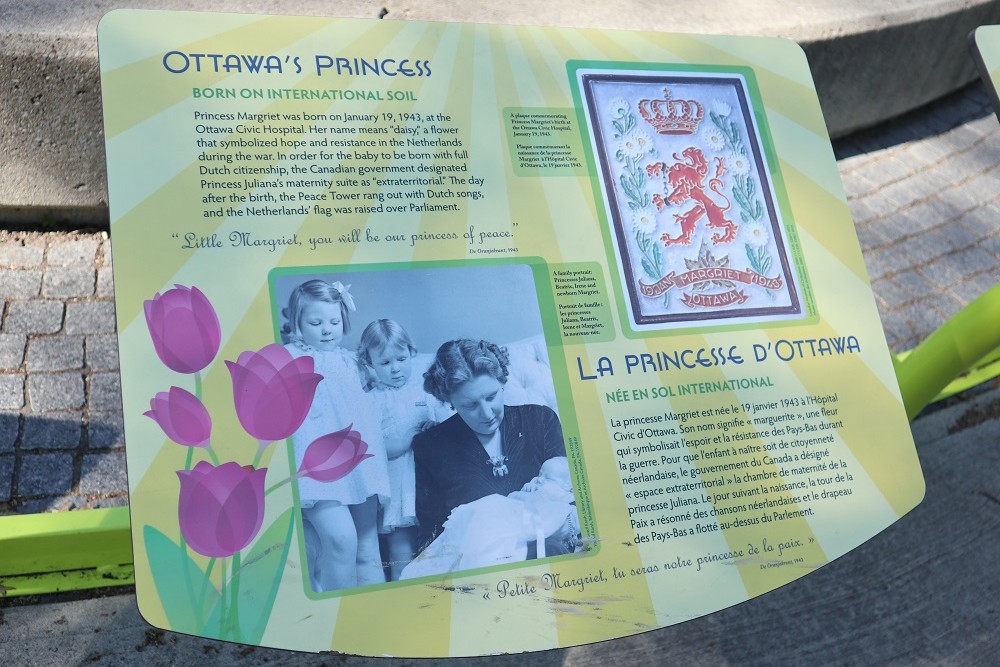 OTTAWA'S PRINCESS
BORN ON INTERNATIONAL SOIL
Princess Margriet was born on January 19, 1943, at the
Ottawa Civic Hospital. Her name means "daisy," a flower
that symbolized hope and resistance in the Netherlands
during the war. In order for the baby to be born with full
Dutch citizenship, the Canadian government designated
Princess Juliana's maternity suite as "extraterritorial." The day
after the birth, the Peace Tower rang out with Dutch songs,
and the Netherlands' flag was raised over Parliament.
"Little Margriet, you will be our princess of peace."
De Oranjekrant, 1943
A plaque commemorating
Princess Margriet's birth at
the Ottawa Civic Hospital,
January 19, 1943.
Plaque commémorant la
naissance de la princesse
Margriet à l'Hôpital Civic
d'Ottawa, le 19 janvier 1943.
19 JAN.
MARGRIET
1943
OTTAWA
A family portrait:
Princesses Juliana,
Beatrix, Irene and
newborn Margriet.
Portrait de famille :
les princesses
Juliana, Beatrix,
Irene et Margriet,
la nouveau-née.
LA PRINCESSE D'OTTAWA
NÉE EN SOL INTERNATIONAL
La princesse Margriet est née le 19 janvier 1943 à l'Hôpital
Civic d'Ottawa. Son nom signifie « marguerite », une fleur
qui symbolisait l'espoir et la résistance des Pays-Bas durant
la guerre. Pour que l'enfant à naître soit de citoyenneté
néerlandaise, le gouvernement du Canada a désigné
« espace extraterritorial » la chambre de maternité de la
princesse Juliana. Le jour suivant la naissance, la tour de la
Paix a résonné des chansons néerlandaises et le drapeau
des Pays-Bas a flotté au-dessus du Parlement.
« Petite Margriet, tu seras notre princesse de la paix. »
De Oranjekrant, 1943